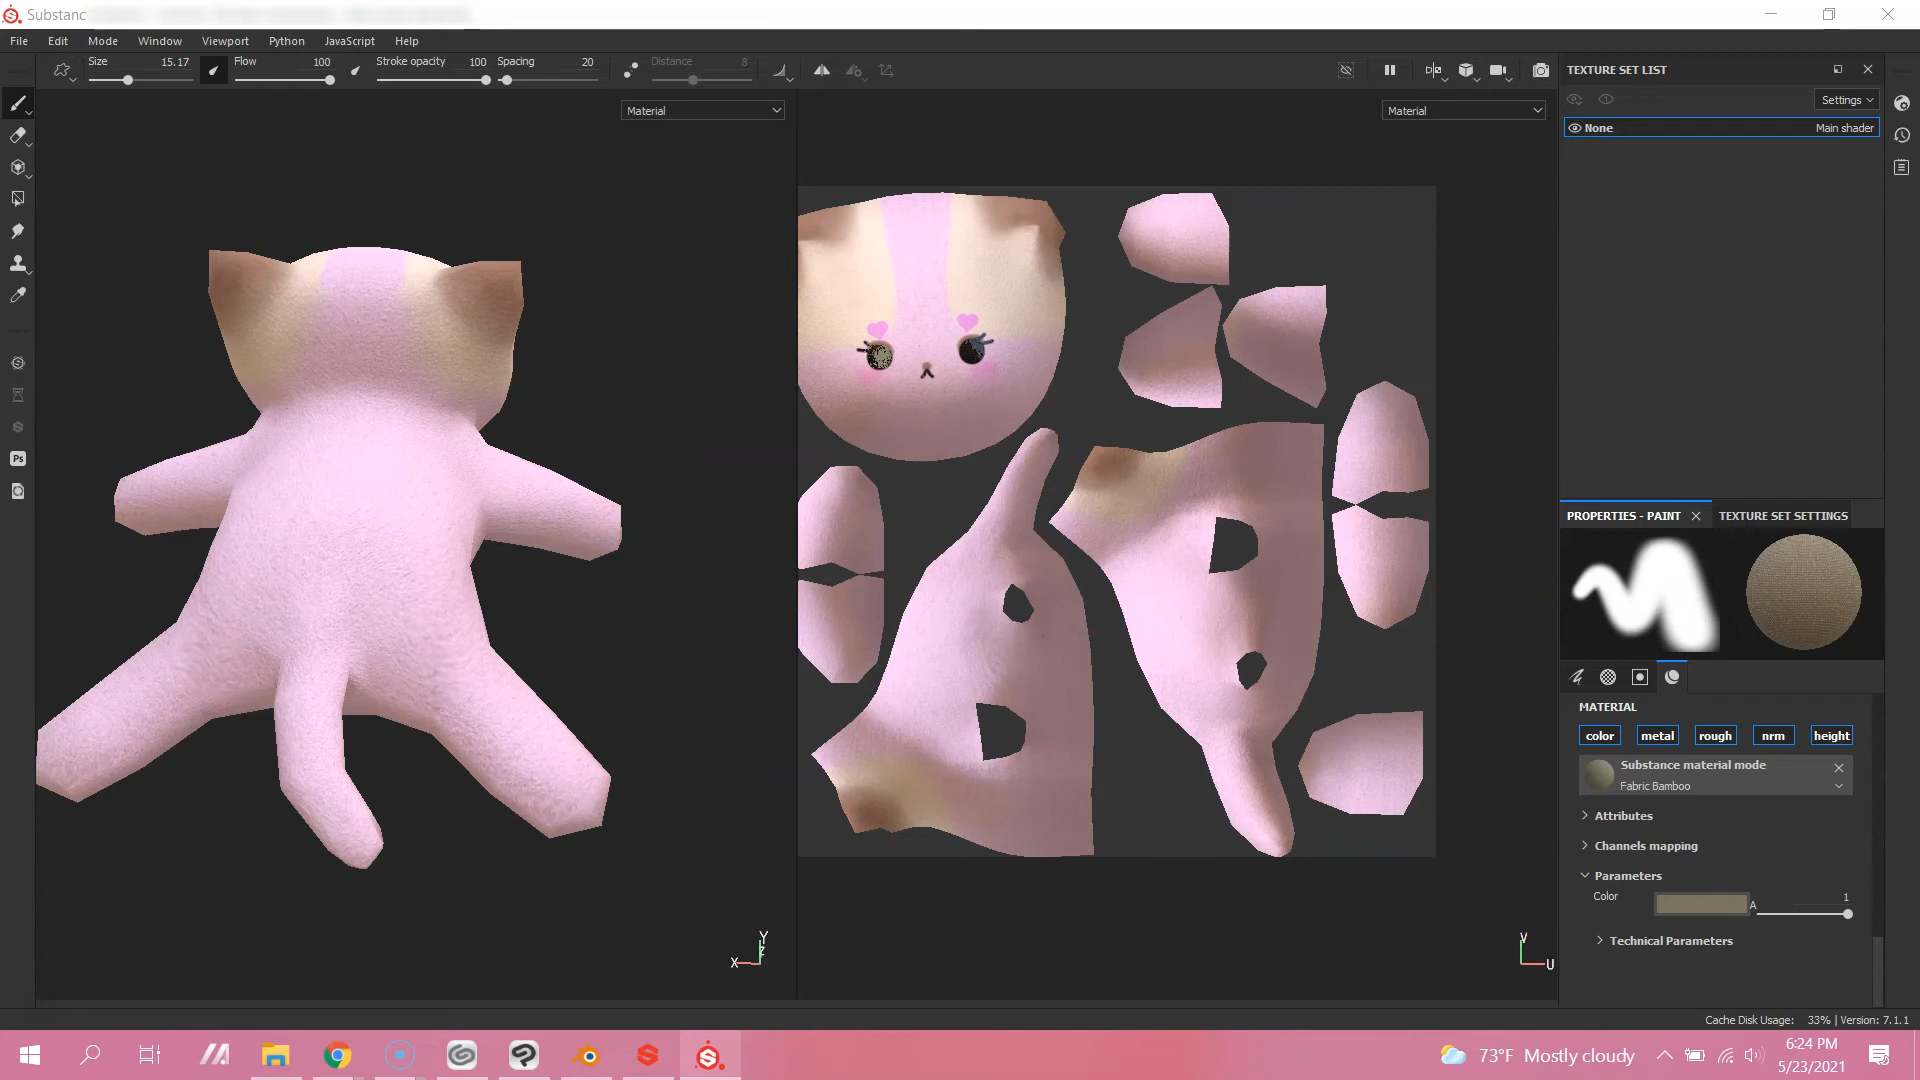 Substanc
File Edit Mode Window Viewport Python JavaScript Help
Size 15.17 Flow 100 Stroke opacity 100 Spacing 20 Distance 8
TEXTURE SET LIST
Settings
Material
Material
None Main shader
PROPERTIES - PAINT TEXTURE SET SETTINGS
Ps
MATERIAL
color metal rough nrm height
Substance material mode
Fabric Bamboo
Attributes
Channels mapping
Parameters
Color A 1
Technical Parameters
Y
Z
X
V
U
Cache Disk Usage: 33% | Version: 7.1.1
73°F Mostly cloudy
6:24 PM
5/23/2021